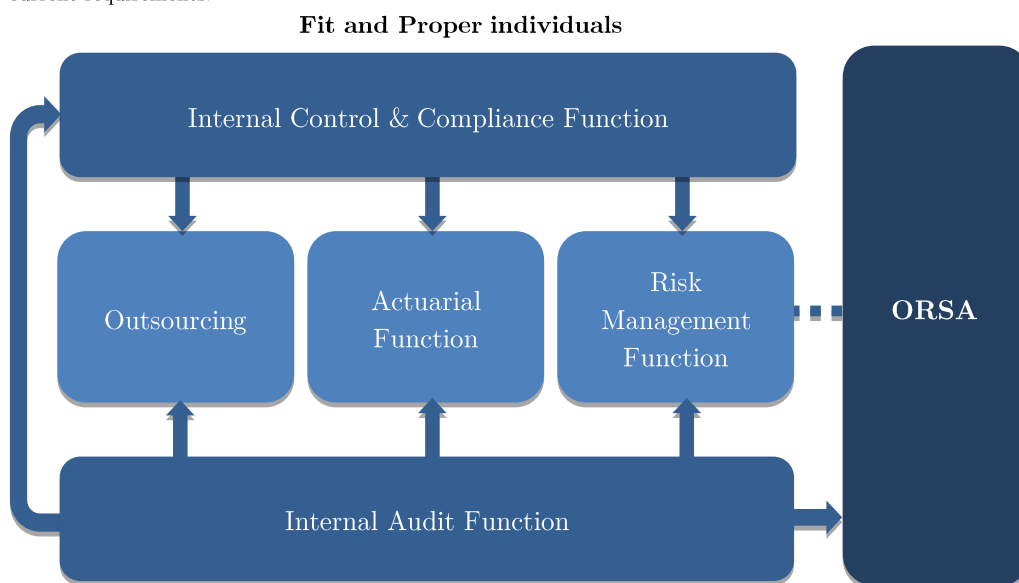 Fit and Proper individuals
Internal Control & Compliance Function
Outsourcing
Actuarial
Function
Risk
Management
Function
ORSA
Internal Audit Function